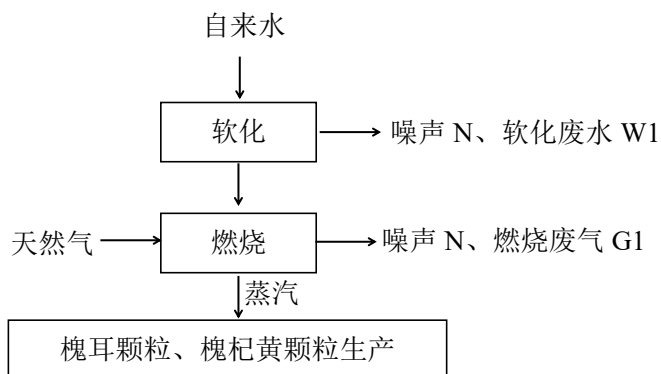 自来水
软化
噪声 N、软化废水 W1
天然气
燃烧
噪声 N、燃烧废气 G1
蒸汽
槐耳颗粒、槐杞黄颗粒生产